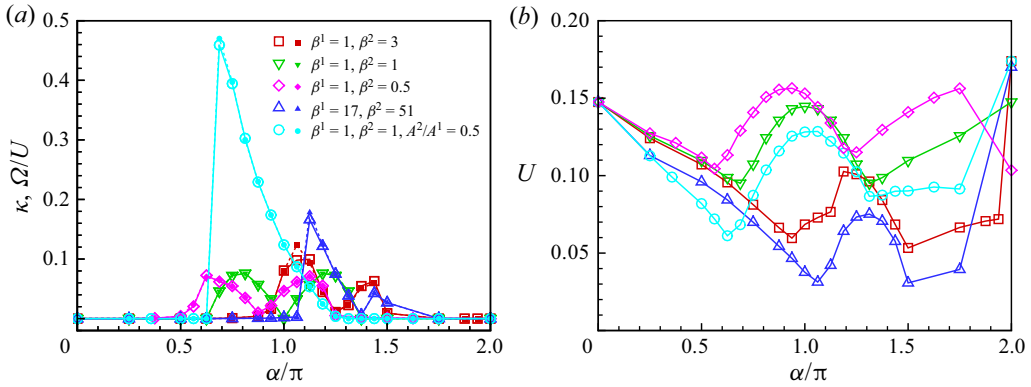 (a)
(b)
0.5
0.4
0.3
0.2
0.1
κ, Ω/U
β¹ = 1, β² = 3
β¹ = 1, β² = 1
β¹ = 1, β² = 0.5
β¹ = 17, β² = 51
β¹ = 1, β² = 1, A²/A¹ = 0.5
0 0.5 1.0 1.5 2.0
α/π
0.20
0.15
0.10
0.05
U
0 0.5 1.0 1.5 2.0
α/π